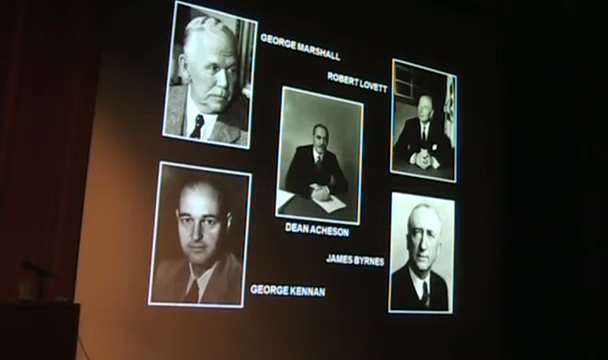 GEORGE MARSHALL
ROBERT LOVETT
DEAN ACHESON
JAMES BYRNES
GEORGE KENNAN